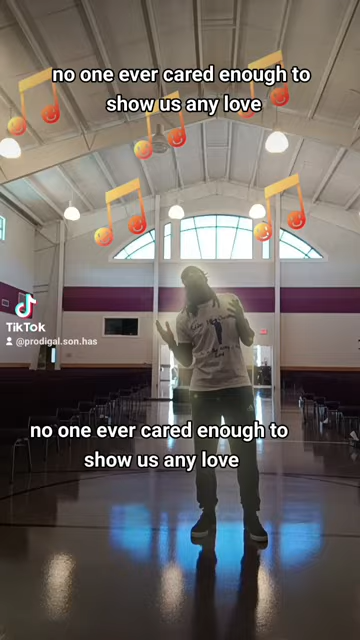 no one ever cared enough to
show us any love
TikTok
@prodigal.son.has
no one ever cared enough to
show us any love